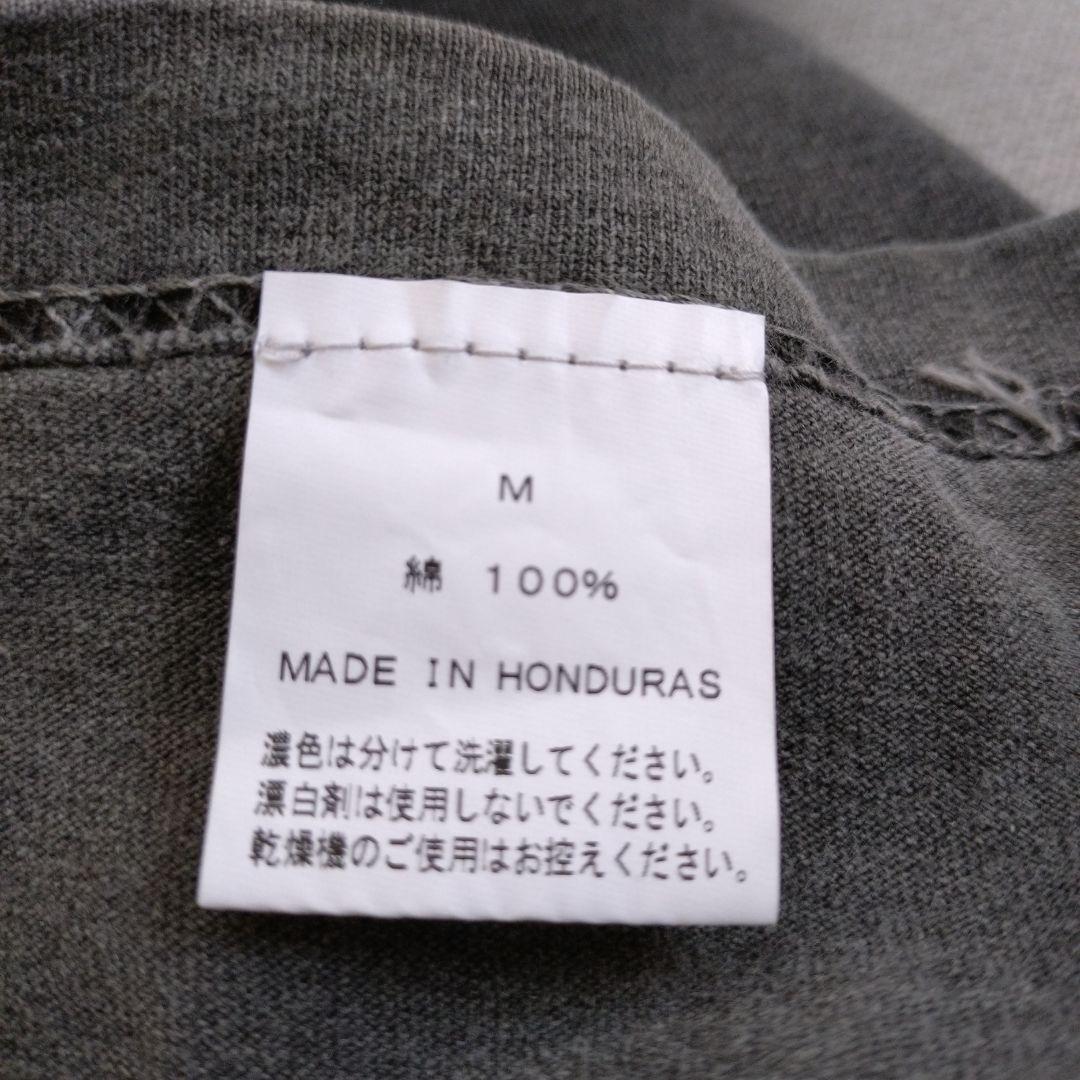 M
綿 100%
MADE IN HONDURAS
濃色は分けて洗濯してください。
漂白剤は使用しないでください。
乾燥機のご使用はお控えください。